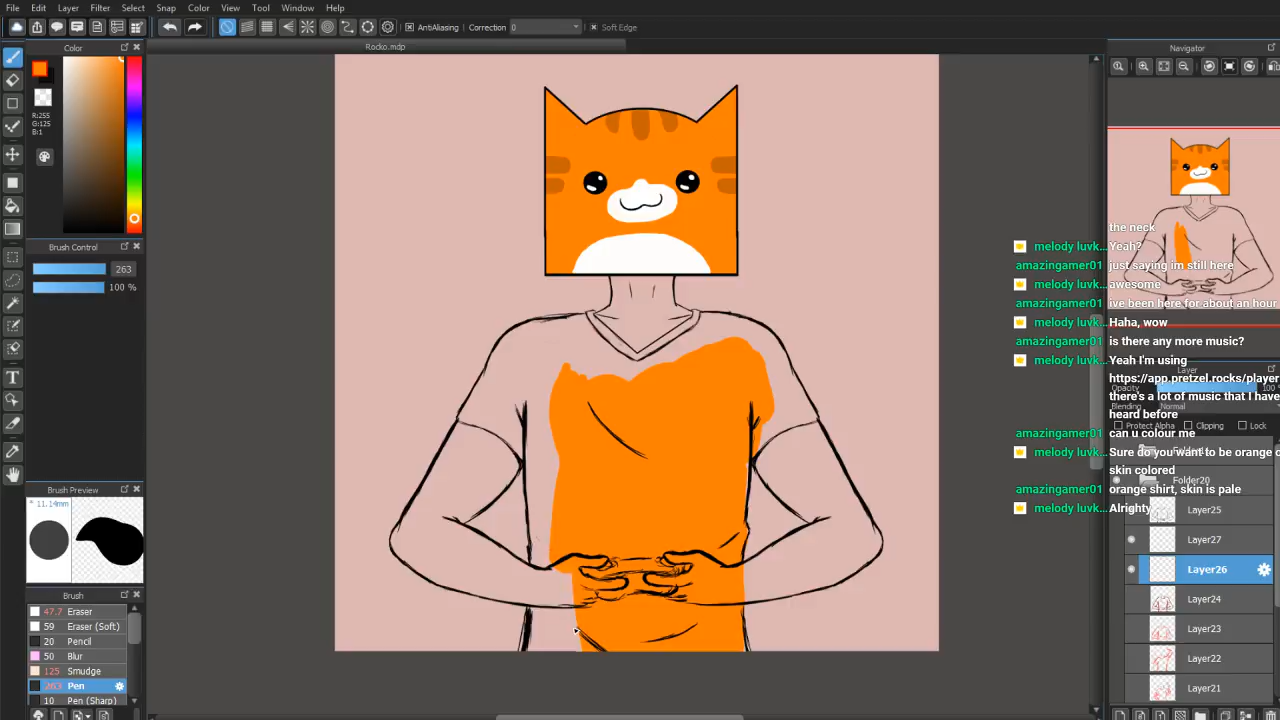 File Edit Layer Filter Select Snap Color View Tool Window Help
AntiAliasing Correction 0 Soft Edge
Color
Rocko.mdp
Navigator
R:255
G:125
B:1
Brush Control
263
100 %
Brush Preview
11.14mm
Brush
47.7 Eraser
59 Eraser (Soft)
20 Pencil
50 Blur
125 Smudge
263 Pen
10 Pen (Sharp)
the neck
melody luvk... Yeah?
amazingamer01 just saying im still here
melody luvk... awesome
amazingamer01 ive been here for about an hour
melody luvk... Haha, wow
amazingamer01 is there any more music?
melody luvk... Yeah I'm using
https://app.pretzel.rocks/player
there's a lot of music that I have
heard before
amazingamer01 can u colour me
melody luvk... Sure do you want to be orange o
skin colored
amazingamer01 orange shirt, skin is pale
melody luvk... Alrighty
Layer
Opacity 100 %
Blending Normal
Protect Alpha Clipping Lock
Folder20
Layer25
Layer27
Layer26
Layer24
Layer23
Layer22
Layer21